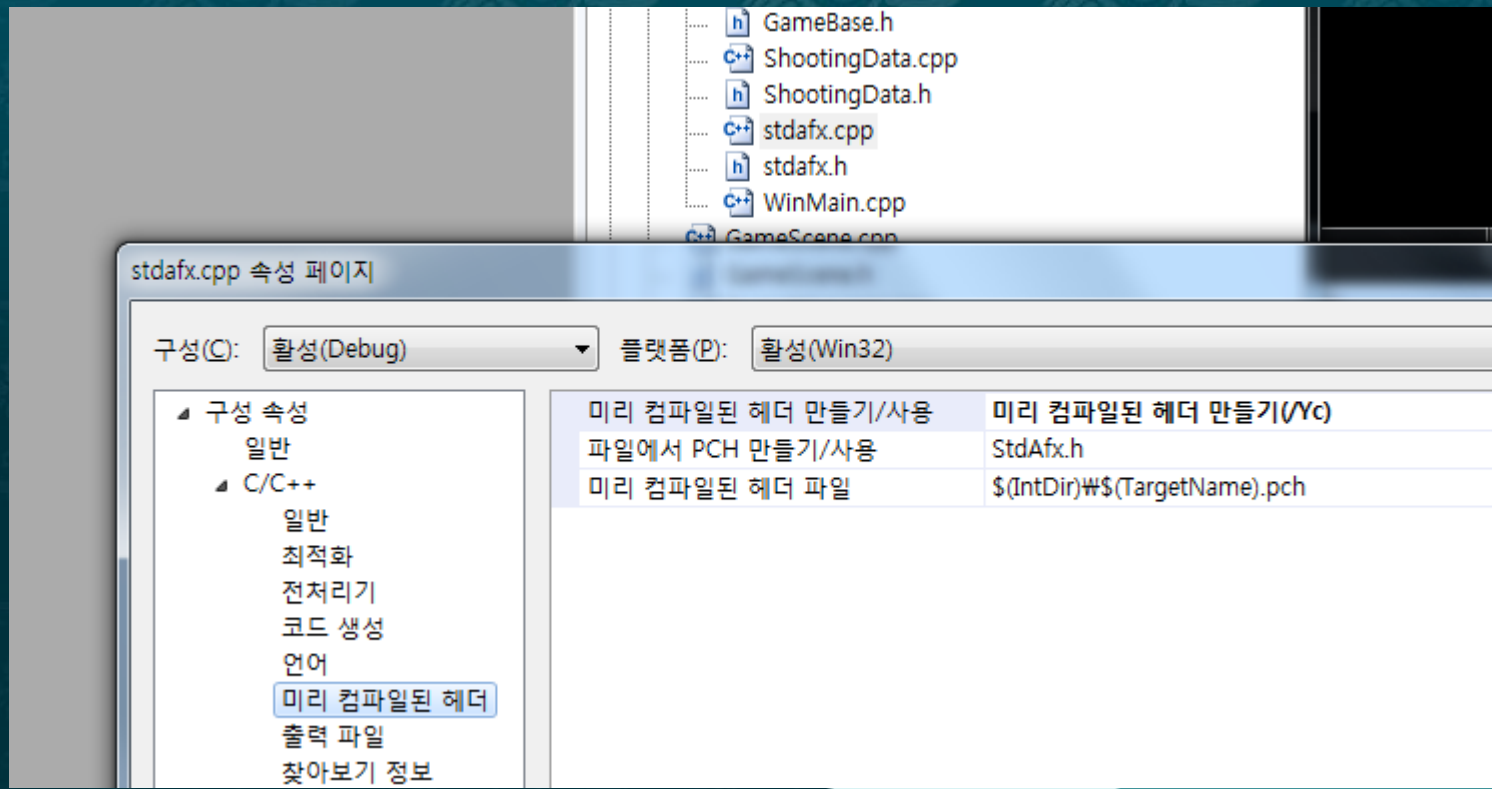 GameBase.h
ShootingData.cpp
ShootingData.h
stdafx.cpp
stdafx.h
WinMain.cpp
GameScene.cpp
GameScene.h
stdafx.cpp 속성 페이지
구성(C): 활성(Debug) 플랫폼(P): 활성(Win32)
구성 속성
일반
C/C++
일반
최적화
전처리기
코드 생성
언어
미리 컴파일된 헤더
출력 파일
찾아보기 정보
미리 컴파일된 헤더 만들기/사용 미리 컴파일된 헤더 만들기(/Yc)
파일에서 PCH 만들기/사용 StdAfx.h
미리 컴파일된 헤더 파일 $(IntDir)₩$(TargetName).pch